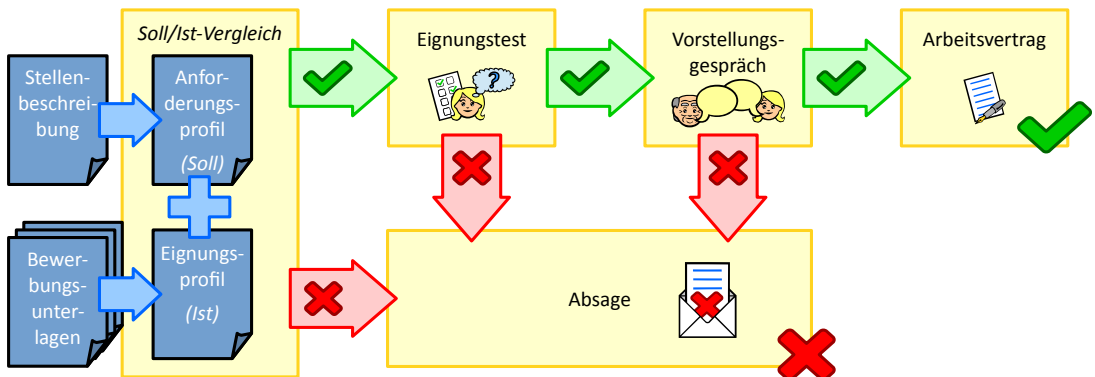 Soll/Ist-Vergleich
Stellen-
beschrei-
bung
Anfor-
derungs-
profil
(Soll)
Eignungstest
?
Vorstellungs-
gespräch
Arbeitsvertrag
Bewer-
bungs-
unter-
lagen
Eignungs-
profil
(Ist)
Absage